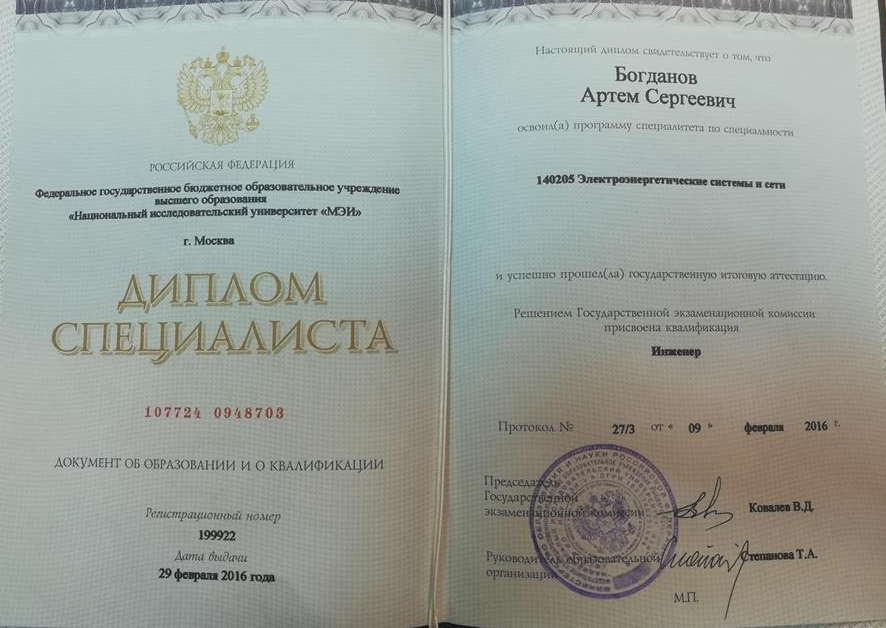 РОССИЙСКАЯ ФЕДЕРАЦИЯ
Федеральное государственное бюджетное образовательное учреждение
высшего образования
«Национальный исследовательский университет «МЭИ»
г. Москва
ДИПЛОМ
СПЕЦИАЛИСТА
107724 0948703
ДОКУМЕНТ ОБ ОБРАЗОВАНИИ И О КВАЛИФИКАЦИИ
Регистрационный номер
199922
Дата выдачи
29 февраля 2016 года
Настоящий диплом свидетельствует о том, что
Богданов
Артем Сергеевич
освоил(а) программу специалитета по специальности
140205 Электроэнергетические системы и сети
и успешно прошел(ла) государственную итоговую аттестацию.
Решением Государственной экзаменационной комиссии
присвоена квалификация
Инженер
Протокол № 27/3 от « 09 » февраля 2016 г.
Председатель
Государственной
экзаменационной комиссии Ковалев В.Д.
Руководитель образовательной Степанова Т.А.
организации
М.П.